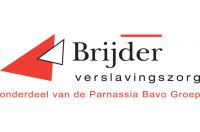 Brijder
verslavingszorg
onderdeel van de Parnassia Bavo Groep